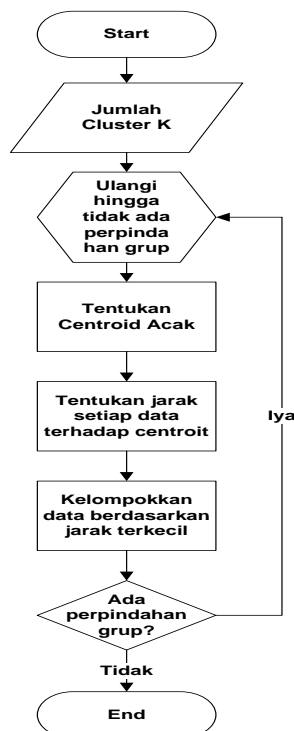 Start
Jumlah
Cluster K
Ulangi
hingga
tidak ada
perpinda
han grup
Tentukan
Centroid Acak
Tentukan jarak
setiap data
terhadap centroit
Iya
Kelompokkan
data berdasarkan
jarak terkecil
Ada
perpindahan
grup?
Tidak
End